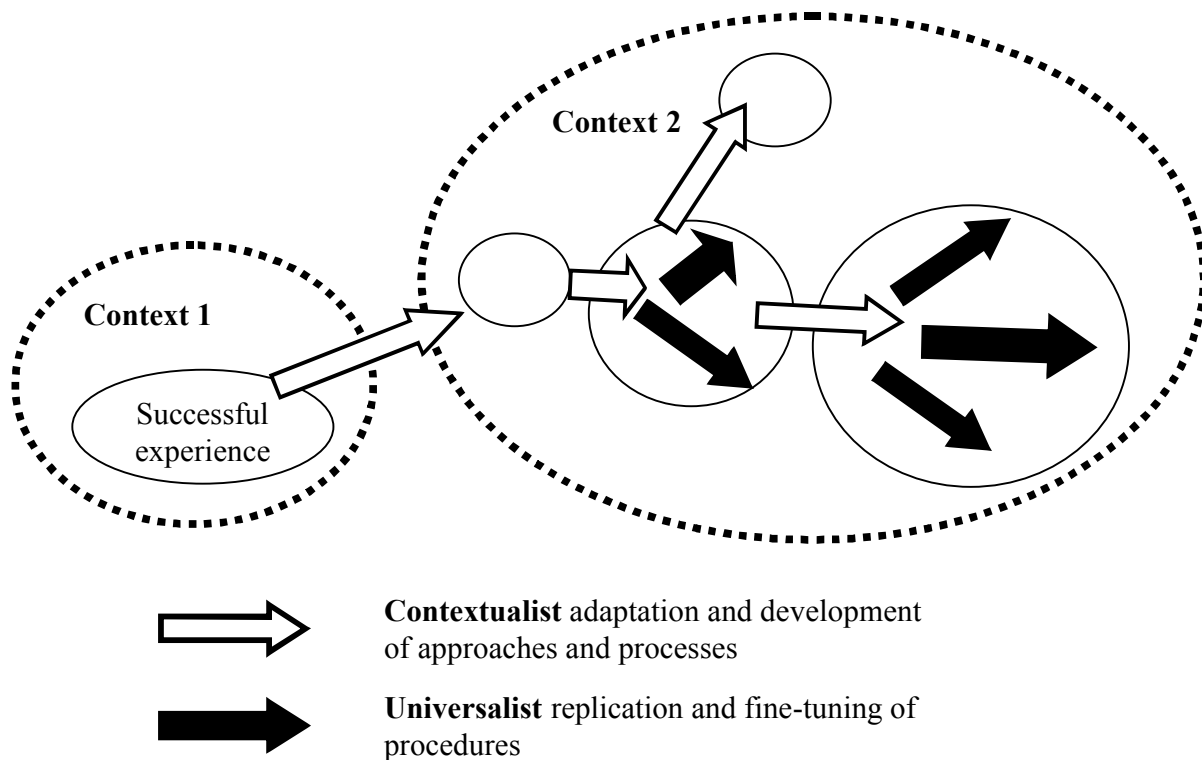 Context 2
Context 1
Successful
experience
Contextualist adaptation and development
of approaches and processes
Universalist replication and fine-tuning of
procedures